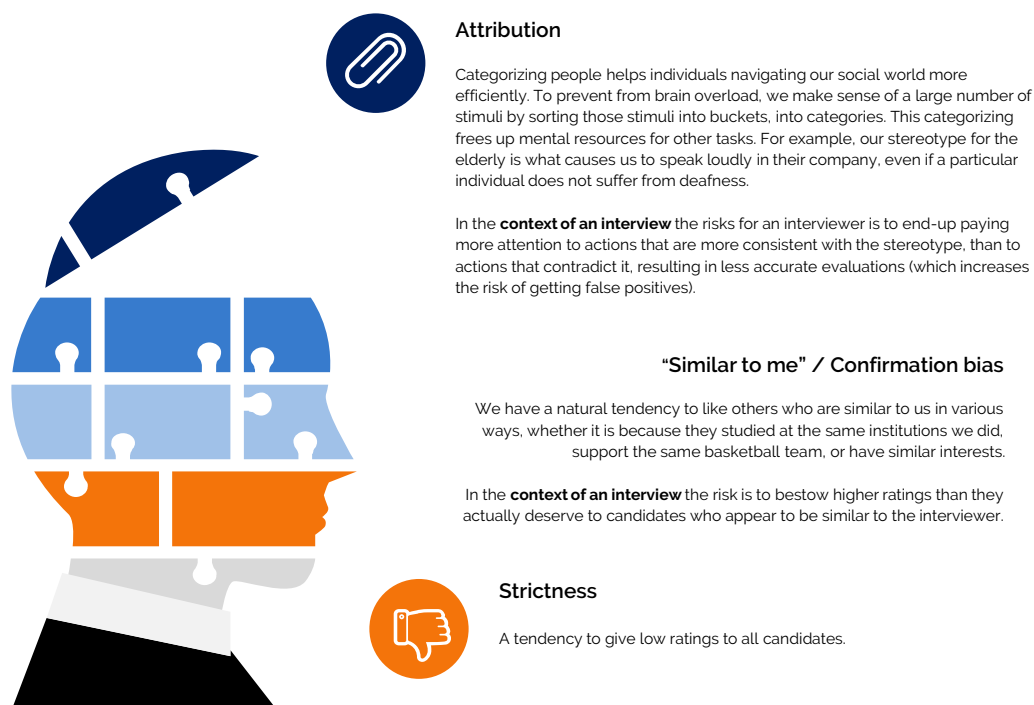 Attribution
Categorizing people helps individuals navigating our social world more
efficiently. To prevent from brain overload, we make sense of a large number of
stimuli by sorting those stimuli into buckets, into categories. This categorizing
frees up mental resources for other tasks. For example, our stereotype for the
elderly is what causes us to speak loudly in their company, even if a particular
individual does not suffer from deafness.
In the context of an interview the risks for an interviewer is to end-up paying
more attention to actions that are more consistent with the stereotype, than to
actions that contradict it, resulting in less accurate evaluations (which increases
the risk of getting false positives).
“Similar to me” / Confirmation bias
We have a natural tendency to like others who are similar to us in various
ways, whether it is because they studied at the same institutions we did,
support the same basketball team, or have similar interests.
In the context of an interview the risk is to bestow higher ratings than they
actually deserve to candidates who appear to be similar to the interviewer.
Strictness
A tendency to give low ratings to all candidates.